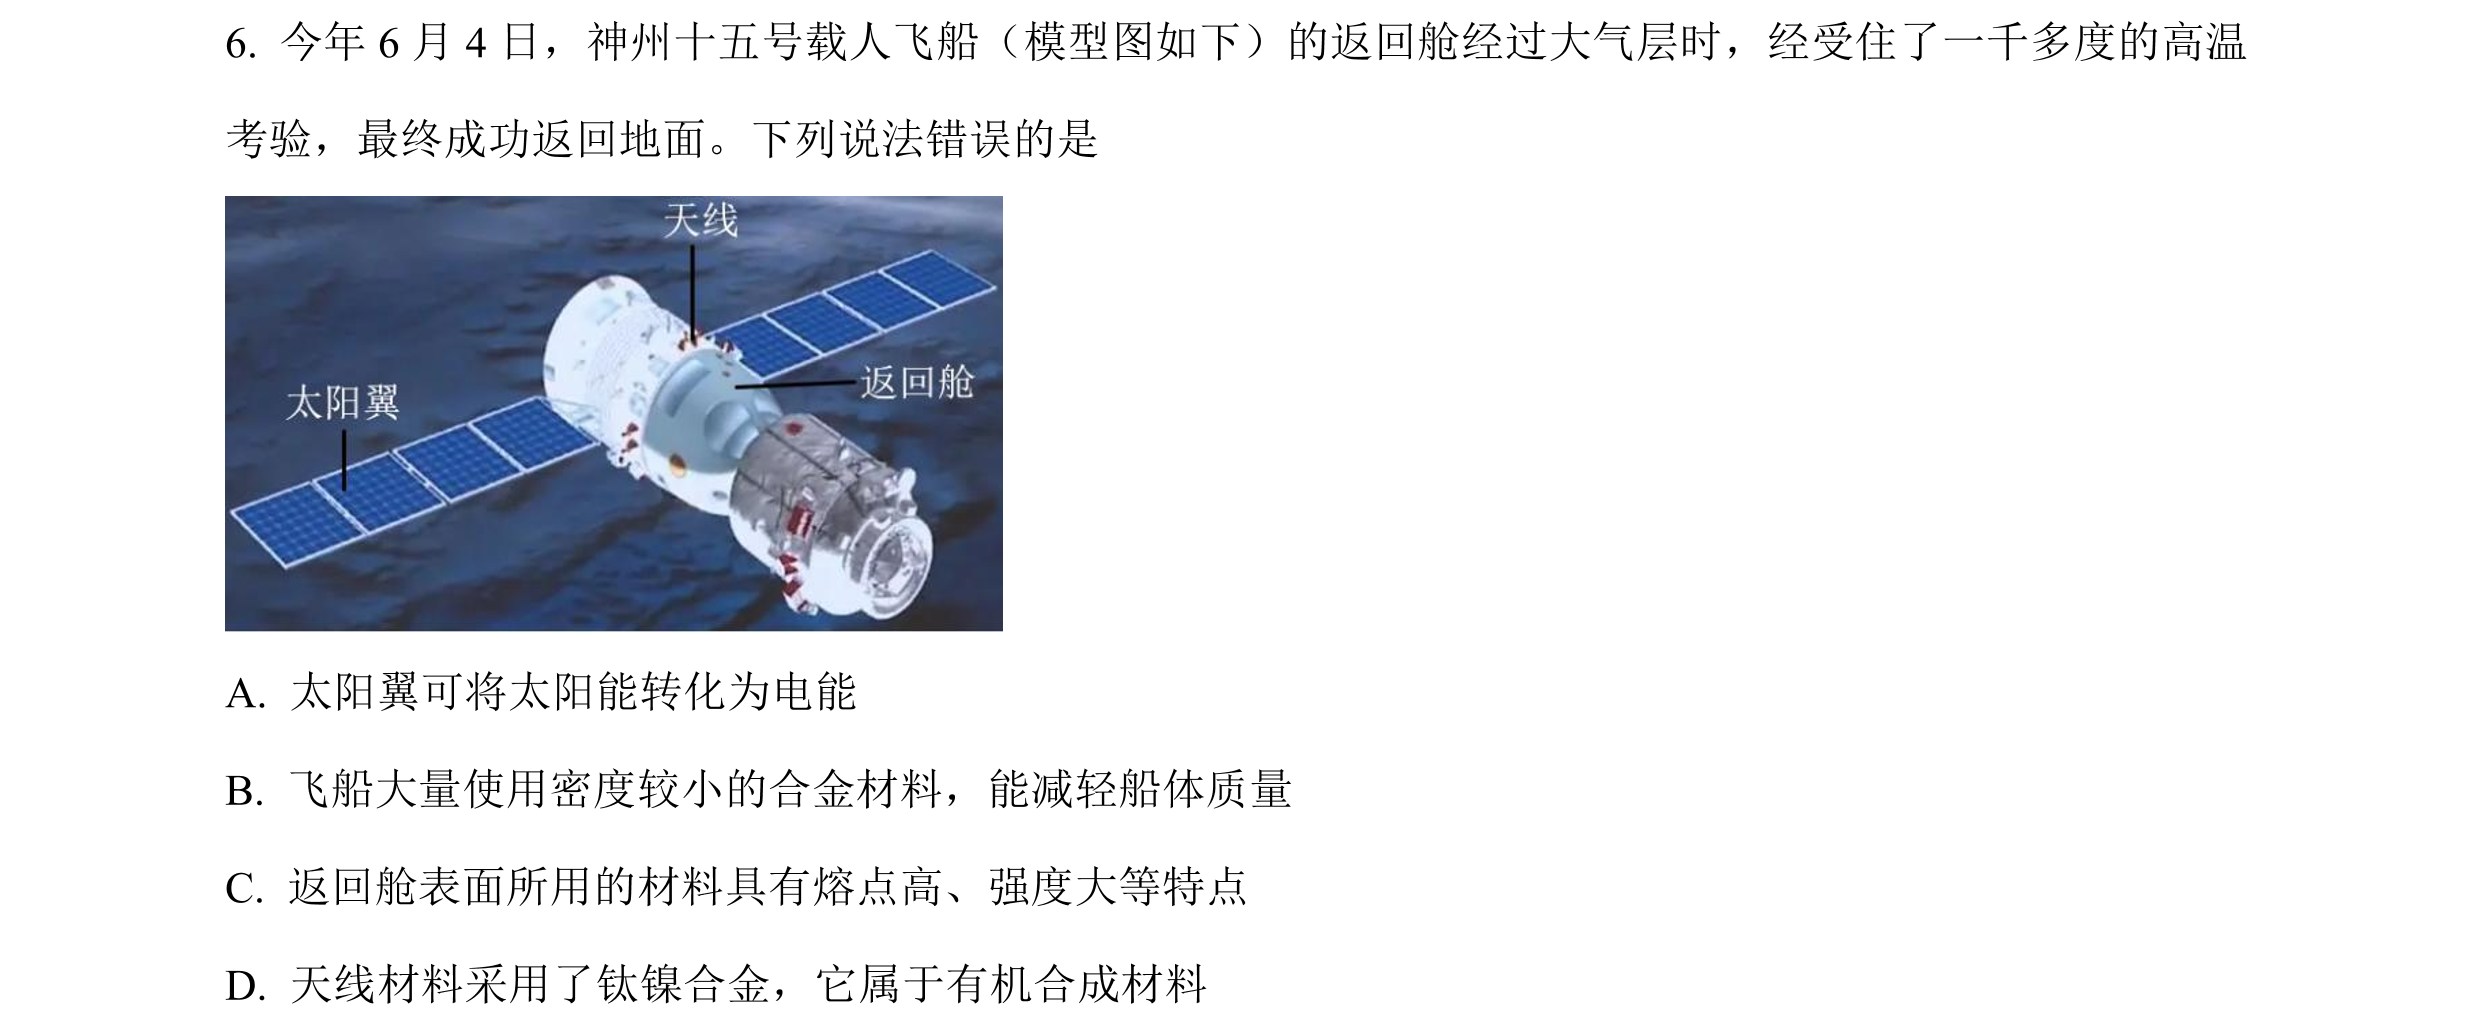 6. 今年 6 月 4 日，神州十五号载人飞船（模型图如下）的返回舱经过大气层时，经受住了一千多度的高温
考验，最终成功返回地面。下列说法错误的是
天线
返回舱
太阳翼
A. 太阳翼可将太阳能转化为电能
B. 飞船大量使用密度较小的合金材料，能减轻船体质量
C. 返回舱表面所用的材料具有熔点高、强度大等特点
D. 天线材料采用了钛镍合金，它属于有机合成材料